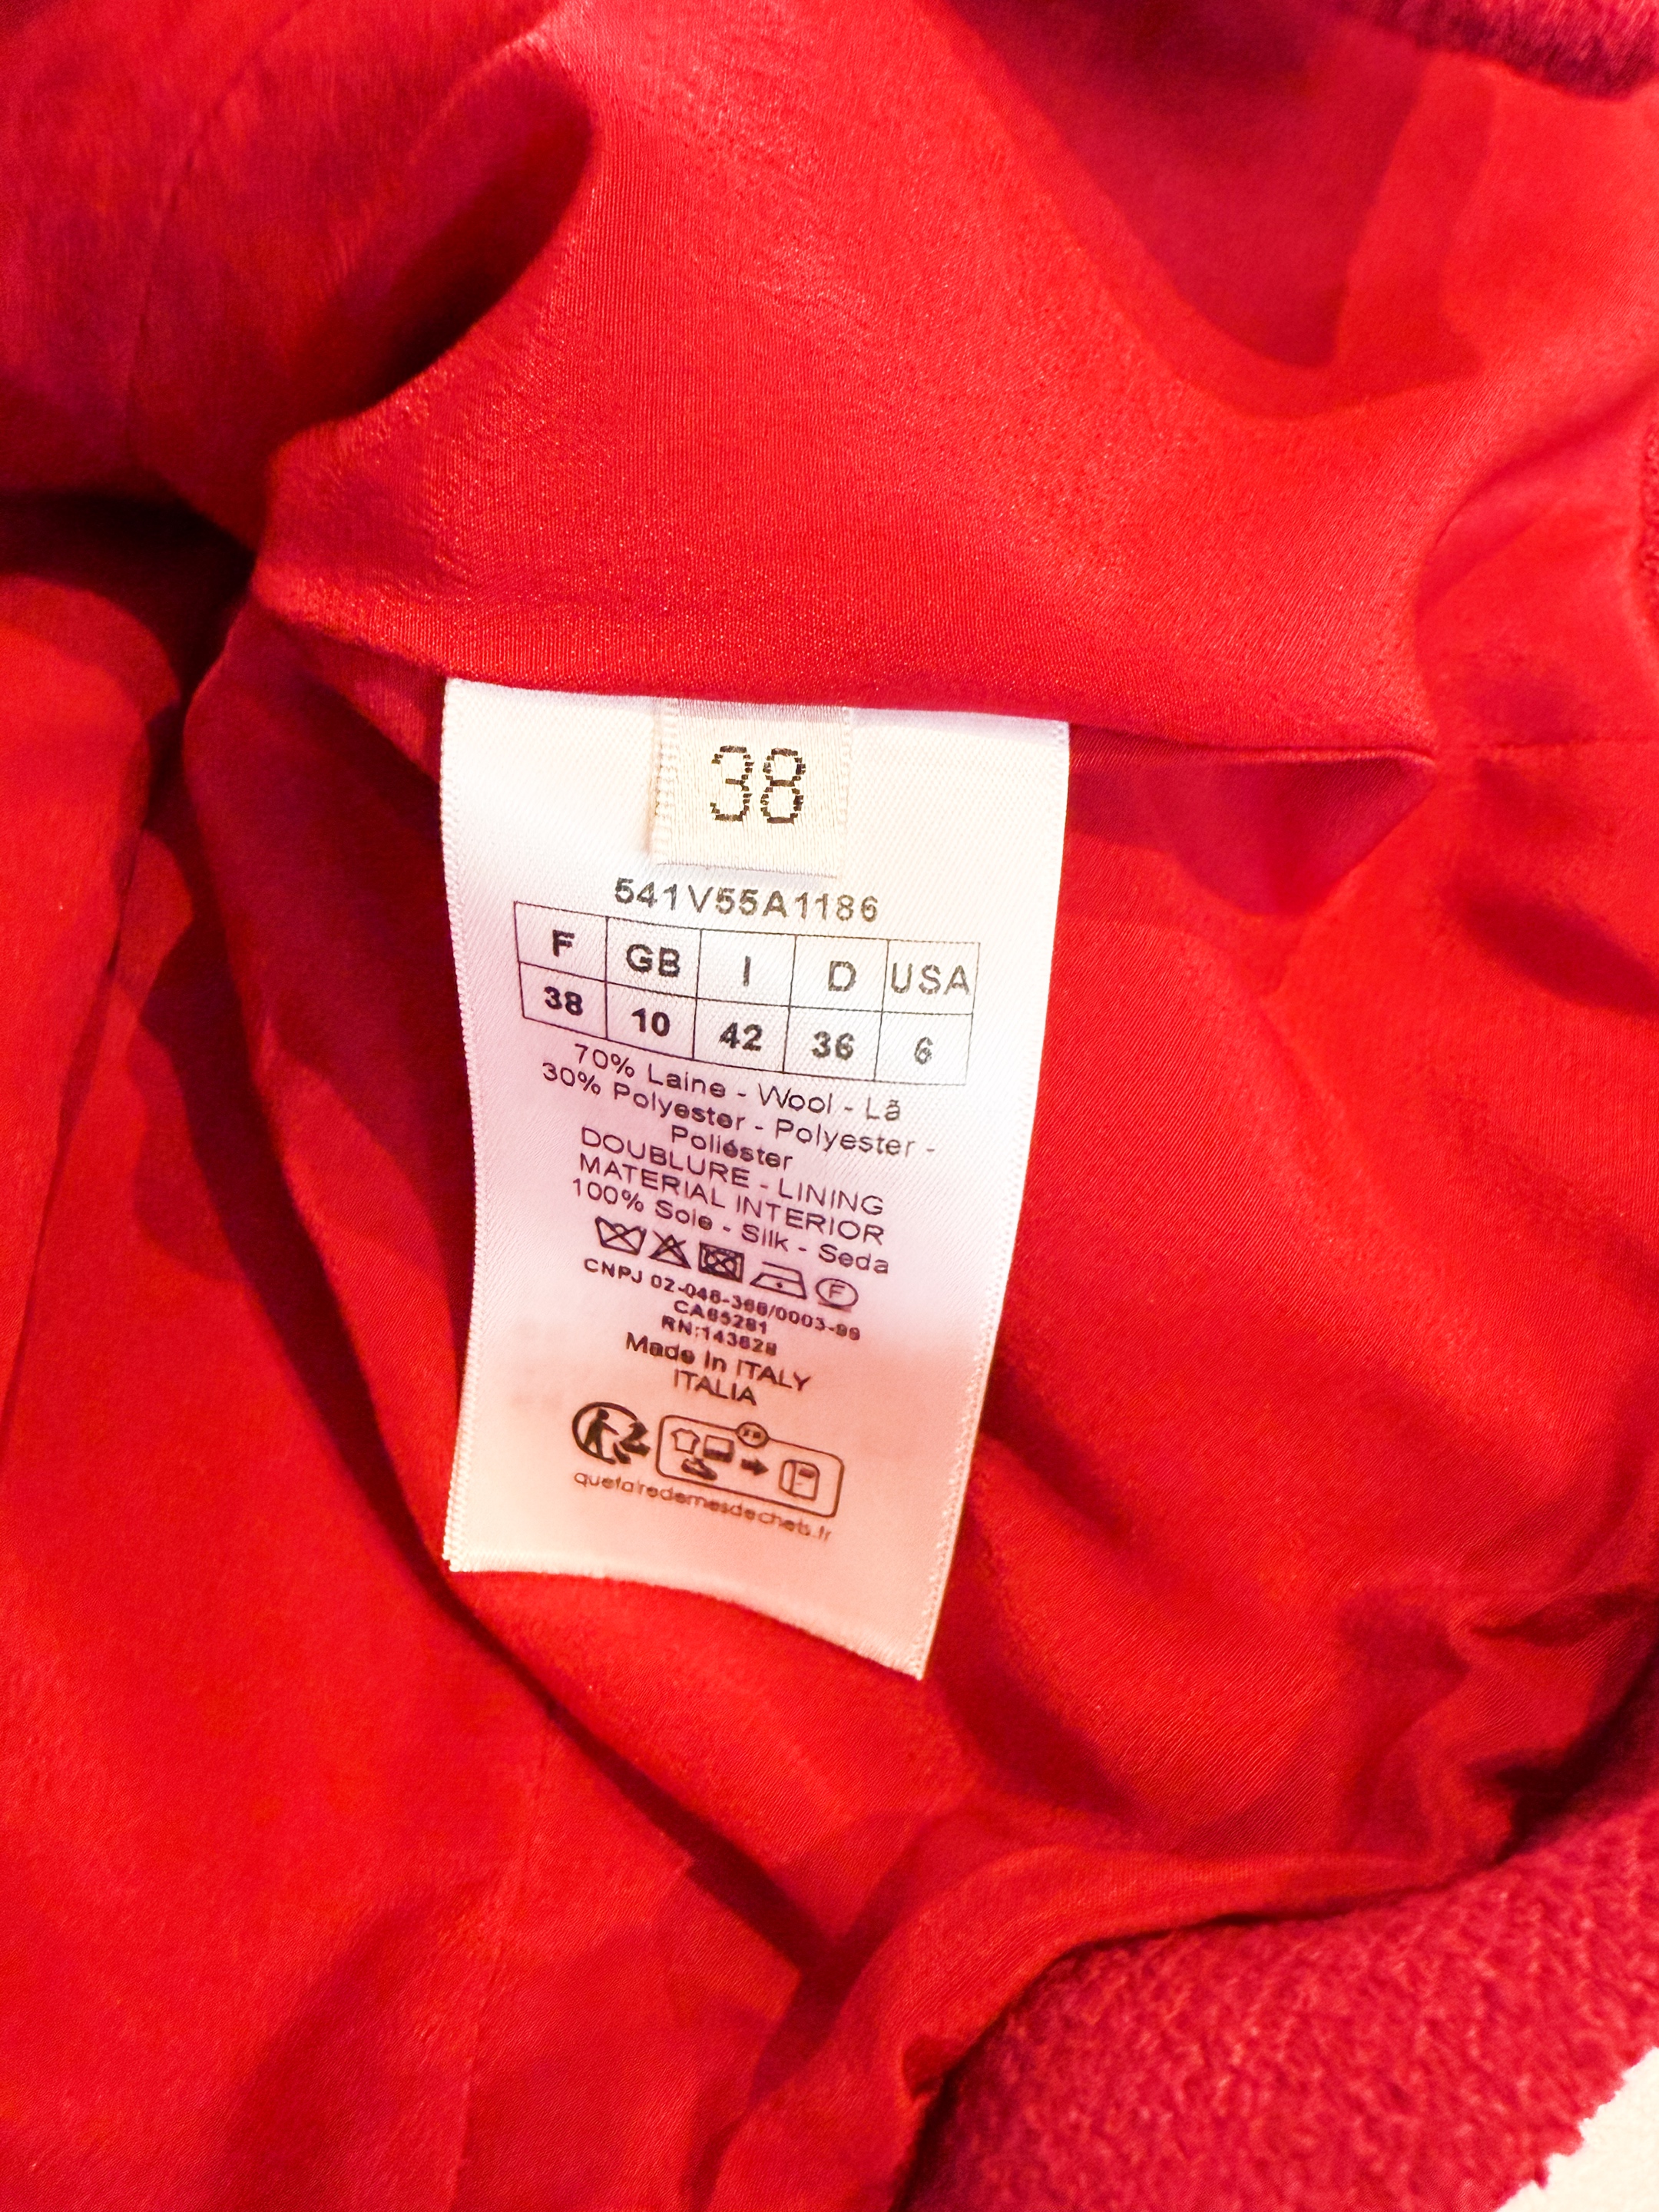 38
541V55A1186
F GB I D USA
38 10 42 36 6
70% Laine - Wool - Lã
30% Polyester - Polyester -
Poliéster
DOUBLURE - LINING
MATERIAL INTERIOR
100% Soie - Silk - Seda
F
CNPJ 02-046-368/0003-99
CA65281
RN:143628
Made in ITALY
ITALIA
quefairedemesdechets.fr